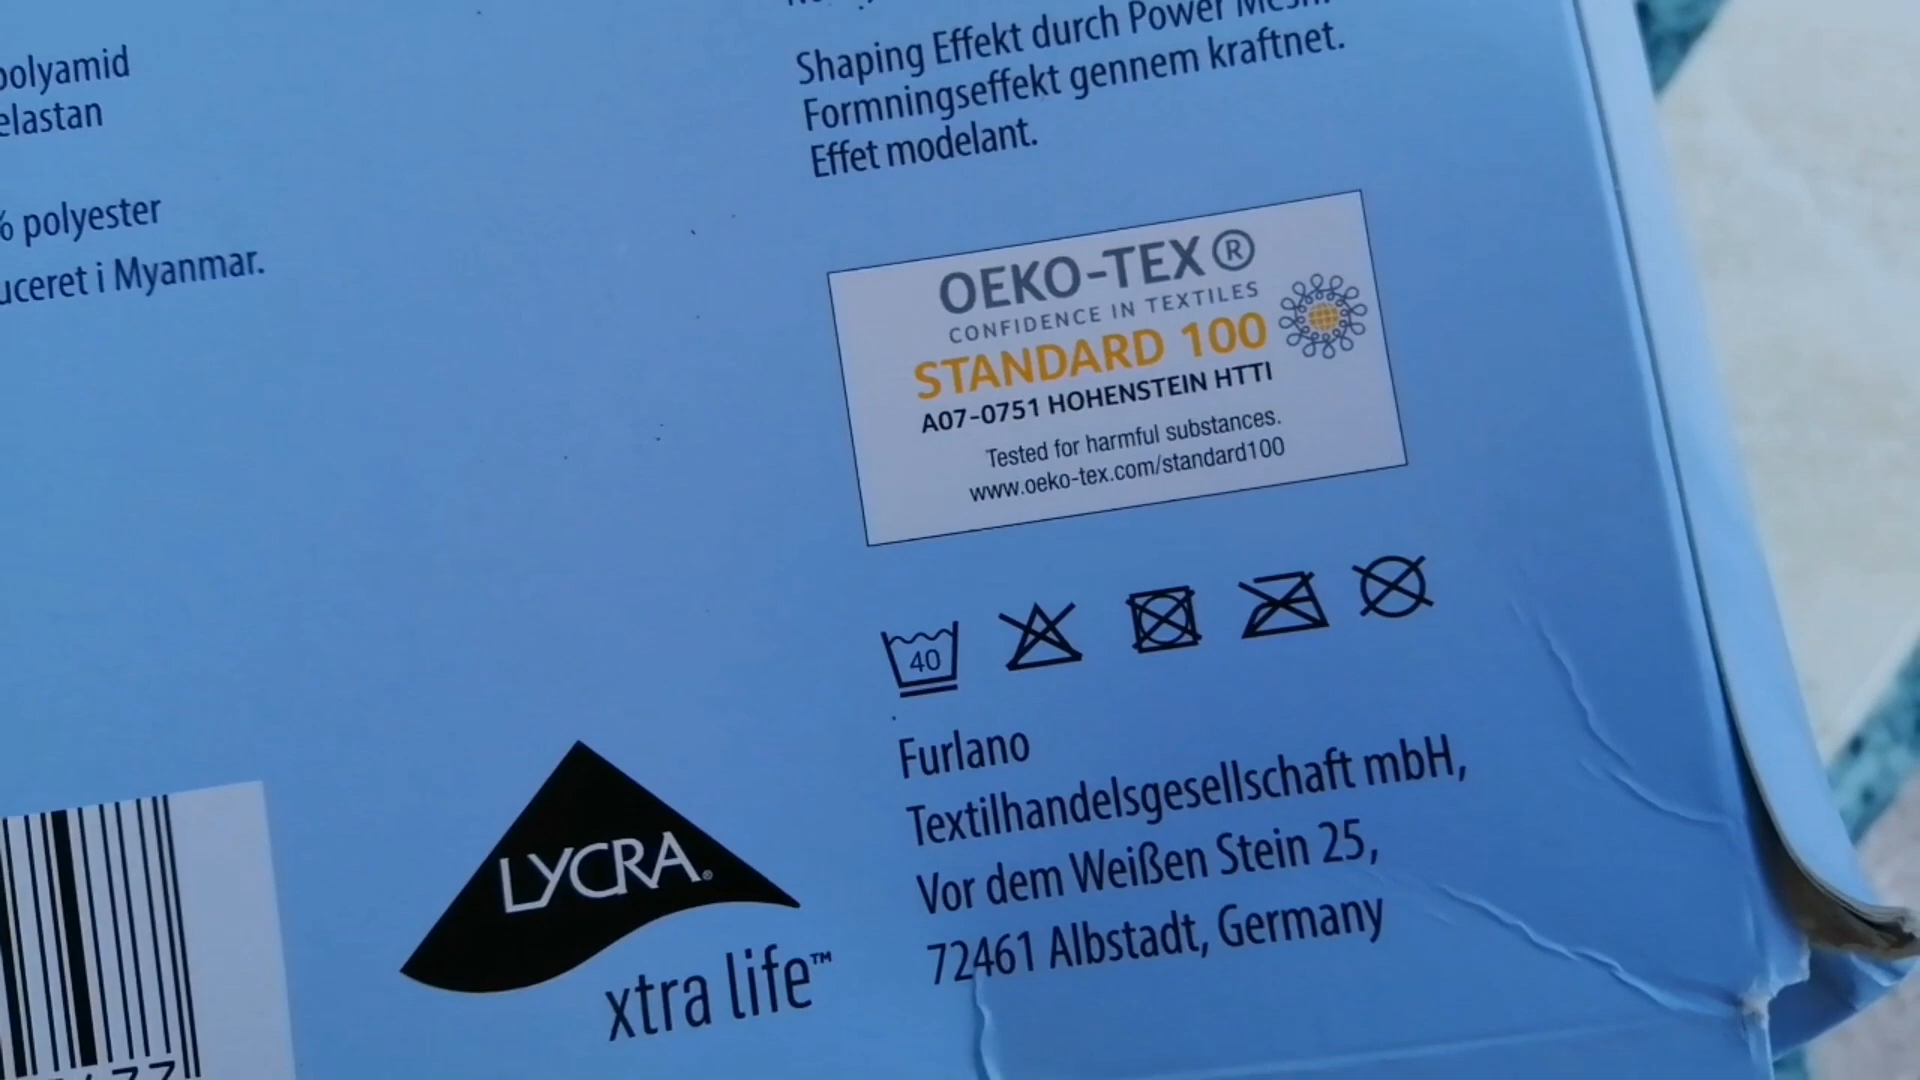 polyamid
elastan
% polyester
uceret i Myanmar.
Shaping Effekt durch Power Mesh.
Formningseffekt gennem kraftnet.
Effet modelant.
OEKO-TEX®
CONFIDENCE IN TEXTILES
STANDARD 100
A07-0751 HOHENSTEIN HTTI
Tested for harmful substances.
www.oeko-tex.com/standard100
40
LYCRA®
xtra life™
Furlano
Textilhandelsgesellschaft mbH,
Vor dem Weißen Stein 25,
72461 Albstadt, Germany